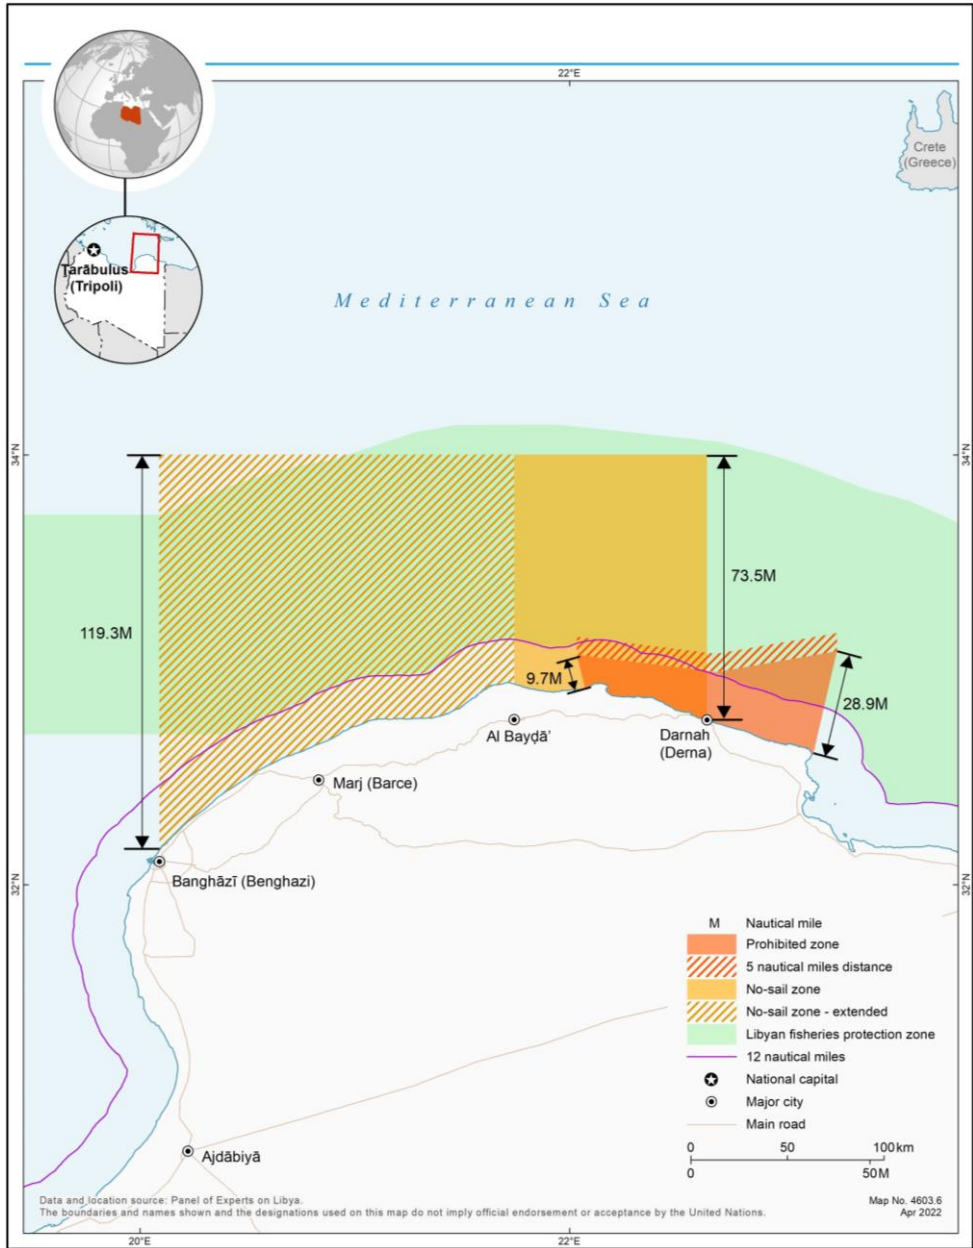 22°E
Crete
(Greece)
Ṭarābulus
(Tripoli)
Mediterranean Sea
34°N
34°N
73.5M
119.3M
9.7M
28.9M
Al Bayḍā’
Darnah
(Derna)
Marj (Barce)
Banghāzī (Benghazi)
32°N
32°N
M Nautical mile
Prohibited zone
5 nautical miles distance
No-sail zone
No-sail zone - extended
Libyan fisheries protection zone
12 nautical miles
National capital
Major city
Main road
0 50 100 km
0 50 M
Ajdābiyā
Data and location source: Panel of Experts on Libya.
The boundaries and names shown and the designations used on this map do not imply official endorsement or acceptance by the United Nations.
Map No. 4603.6
Apr 2022
20°E
22°E